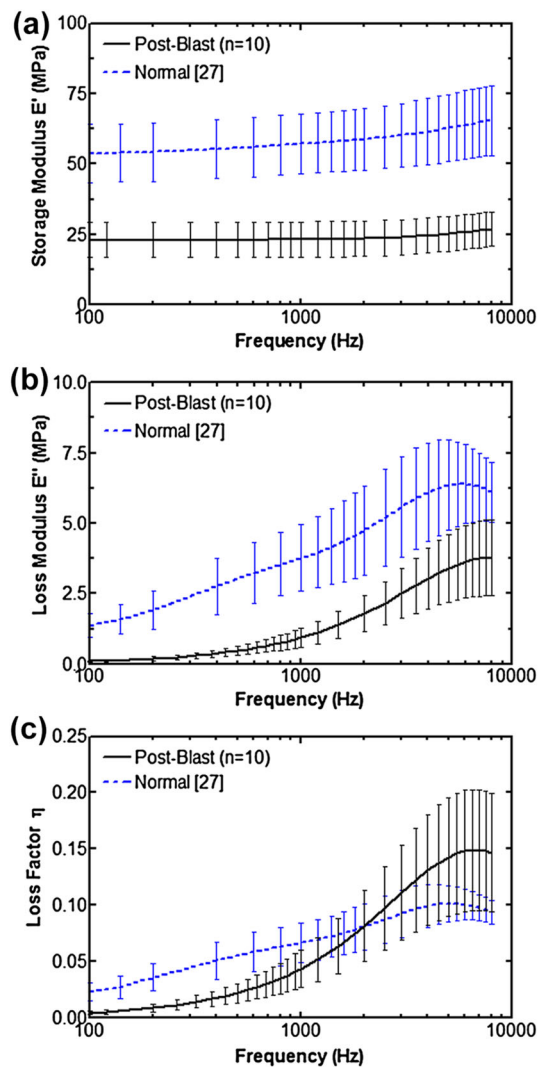 (a)
100
75
50
25
0
Storage Modulus E' (MPa)
Post-Blast (n=10)
Normal [27]
100
1000
10000
Frequency (Hz)
(b)
10.0
7.5
5.0
2.5
0.0
Loss Modulus E'' (MPa)
Post-Blast (n=10)
Normal [27]
100
1000
10000
Frequency (Hz)
(c)
0.25
0.20
0.15
0.10
0.05
0.00
Loss Factor η
Post-Blast (n=10)
Normal [27]
100
1000
10000
Frequency (Hz)